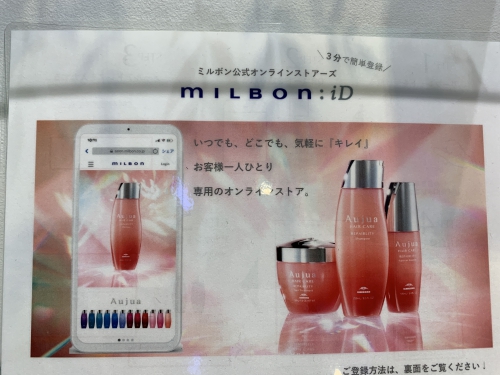 \ 3分で簡単登録 /
ミルボン公式オンラインストアーズ
MILBON:iD
いつでも、どこでも、気軽に『キレイ』
お客様一人ひとり
専用のオンラインストア。
MILBON
Login
Aujua
Aujua
HAIR CARE
Aujua
HAIR CARE
Aujua
ご登録方法は、裏面をご覧ください♩